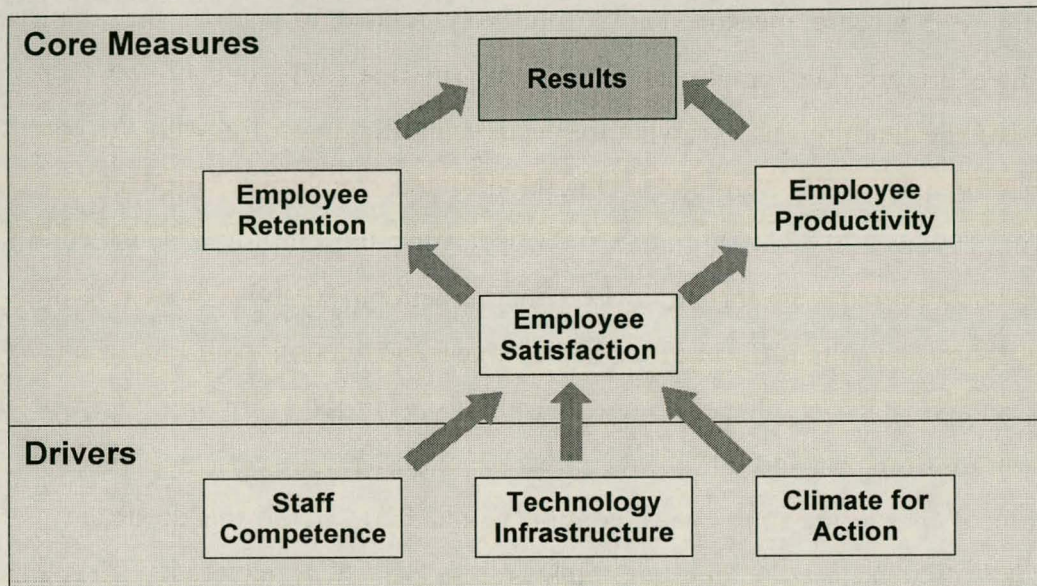 Core Measures
Results
Employee
Retention
Employee
Productivity
Employee
Satisfaction
Drivers
Staff
Competence
Technology
Infrastructure
Climate for
Action